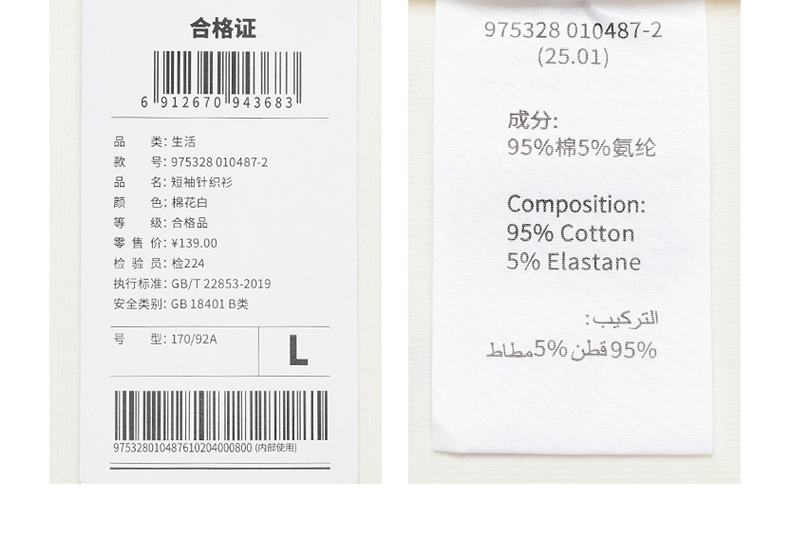 合格证
6 912670 943683
品 类: 生活
款 号: 975328 010487-2
品 名: 短袖针织衫
颜 色: 棉花白
等 级: 合格品
零 售 价: ¥139.00
检 验 员: 检224
执行标准: GB/T 22853-2019
安全类别: GB 18401 B类
号 型: 170/92A
L
975328010487610204000800 (内部使用)
975328 010487-2
(25.01)
成分:
95%棉5%氨纶
Composition:
95% Cotton
5% Elastane
التركيب:
95% قطن 5% مطاط